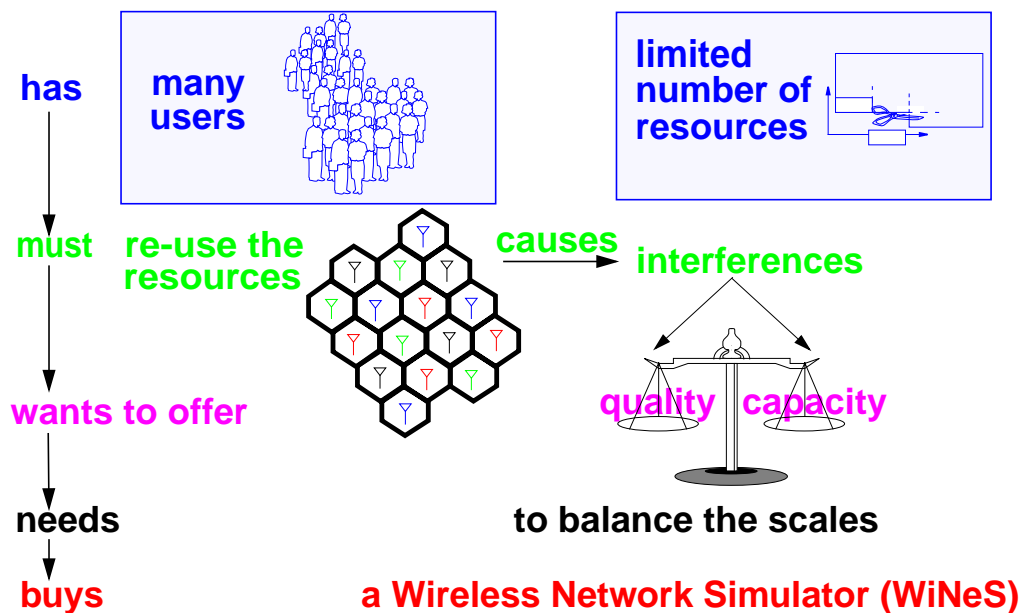 has
many
users
limited
number of
resources
must
re-use the
resources
causes
interferences
wants to offer
quality
capacity
needs
to balance the scales
buys
a Wireless Network Simulator (WiNeS)